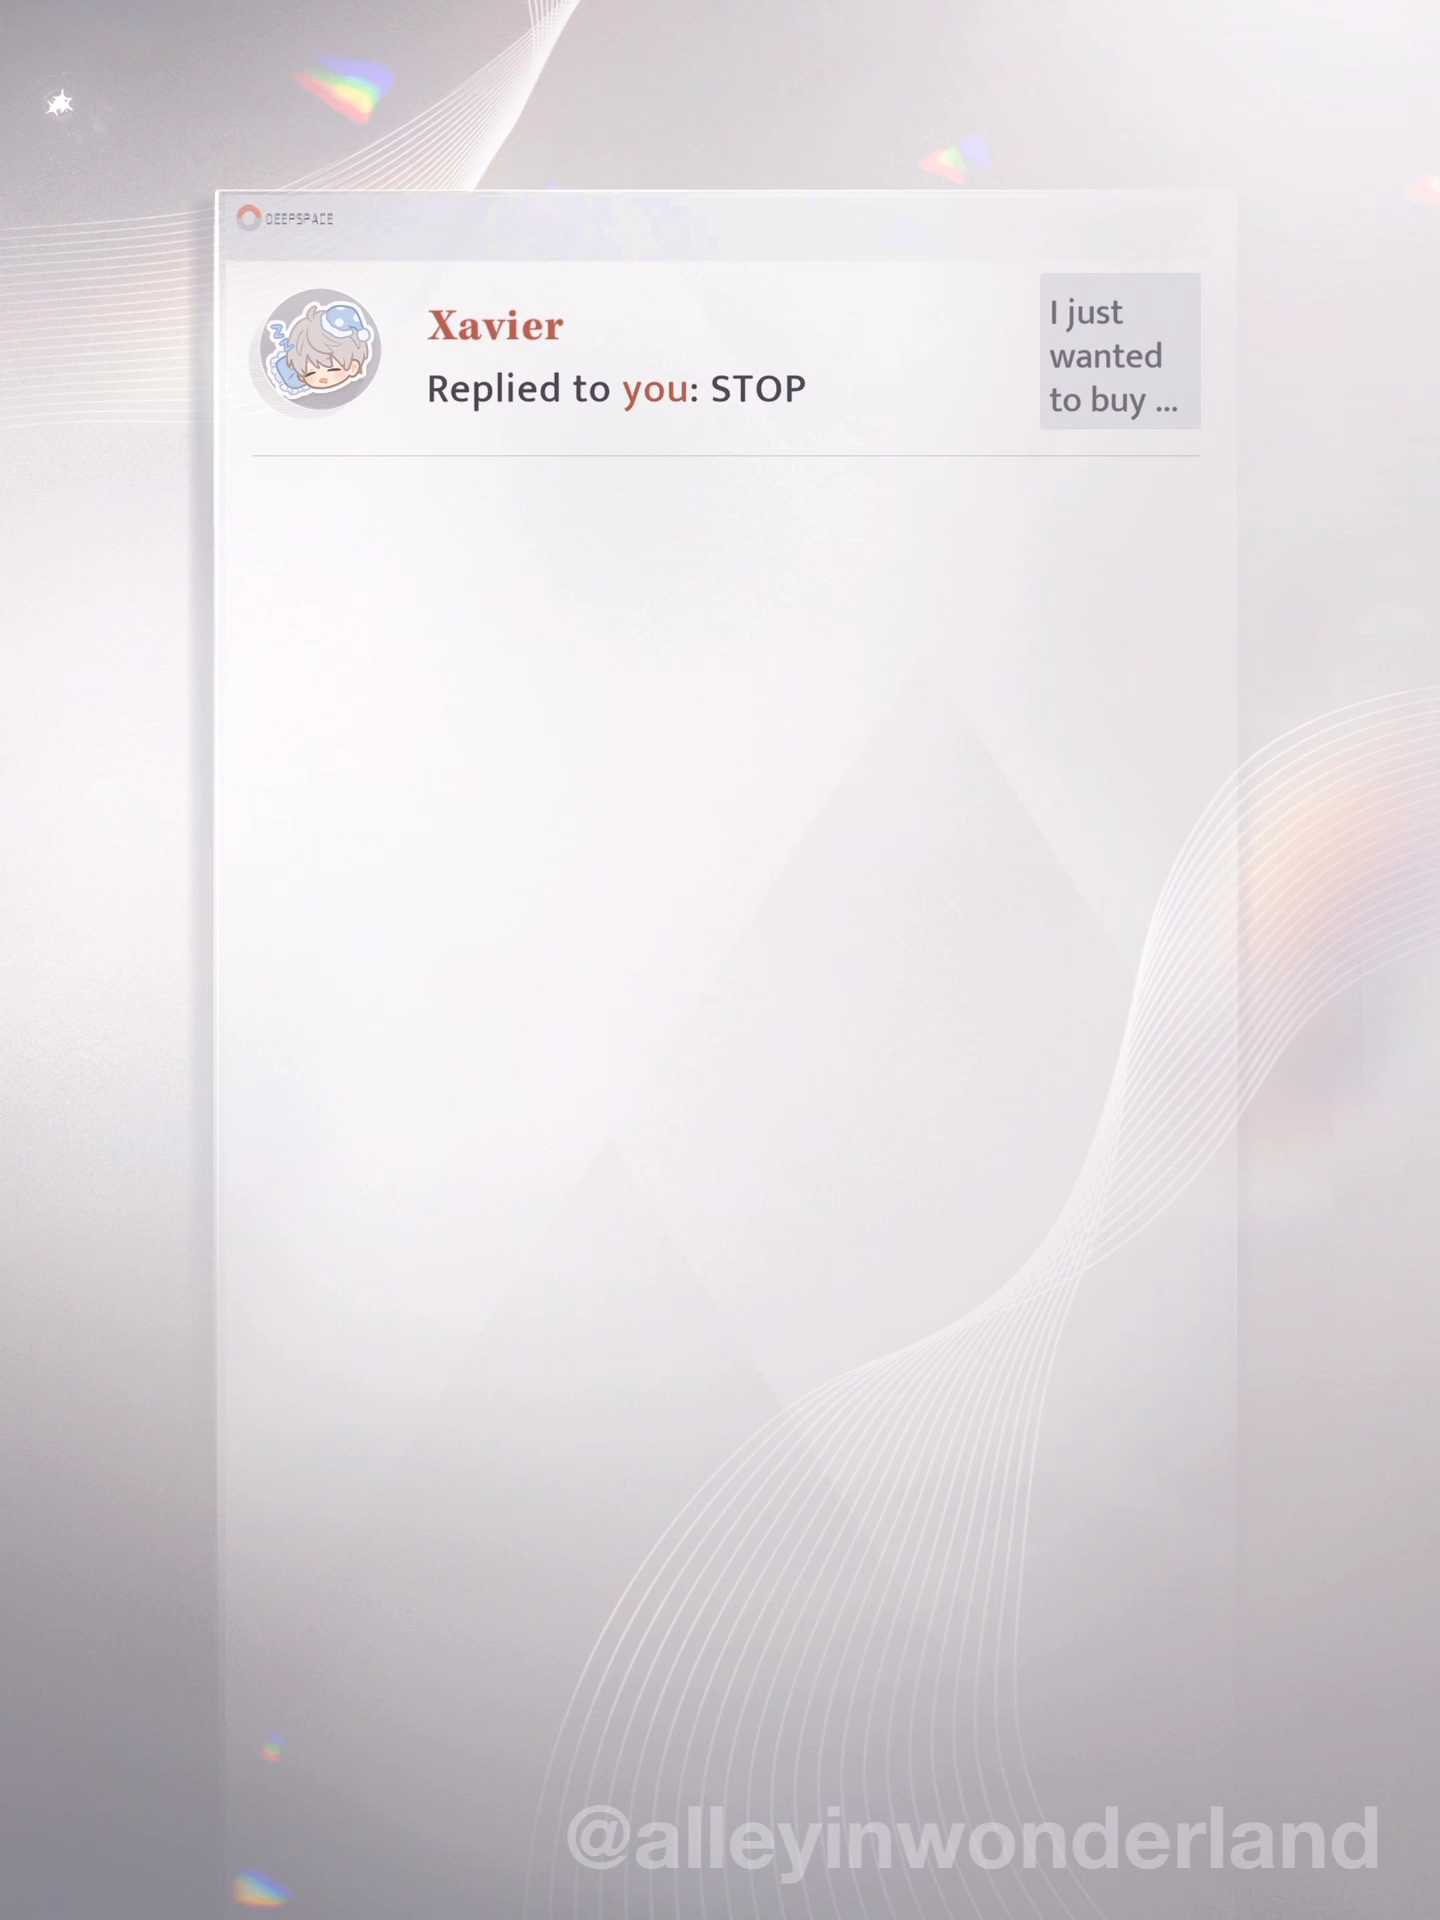 DEEPSPACE
Xavier
Replied to you: STOP
I just
wanted
to buy ...
@alleyinwonderland